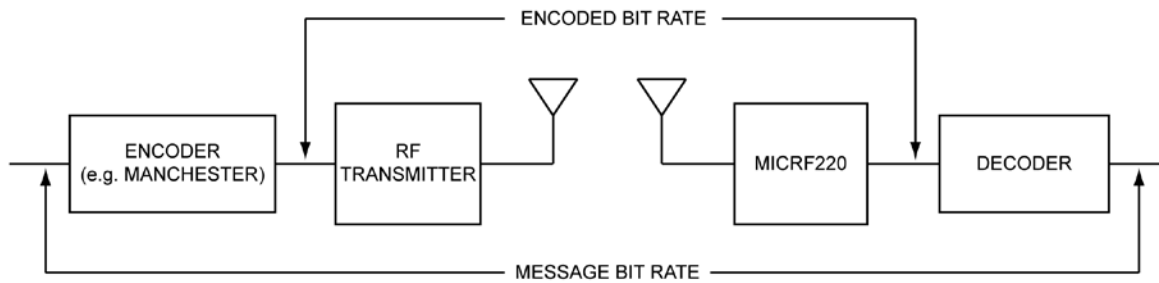 ENCODED BIT RATE
ENCODER
(e.g. MANCHESTER)
RF
TRANSMITTER
MICRF220
DECODER
MESSAGE BIT RATE